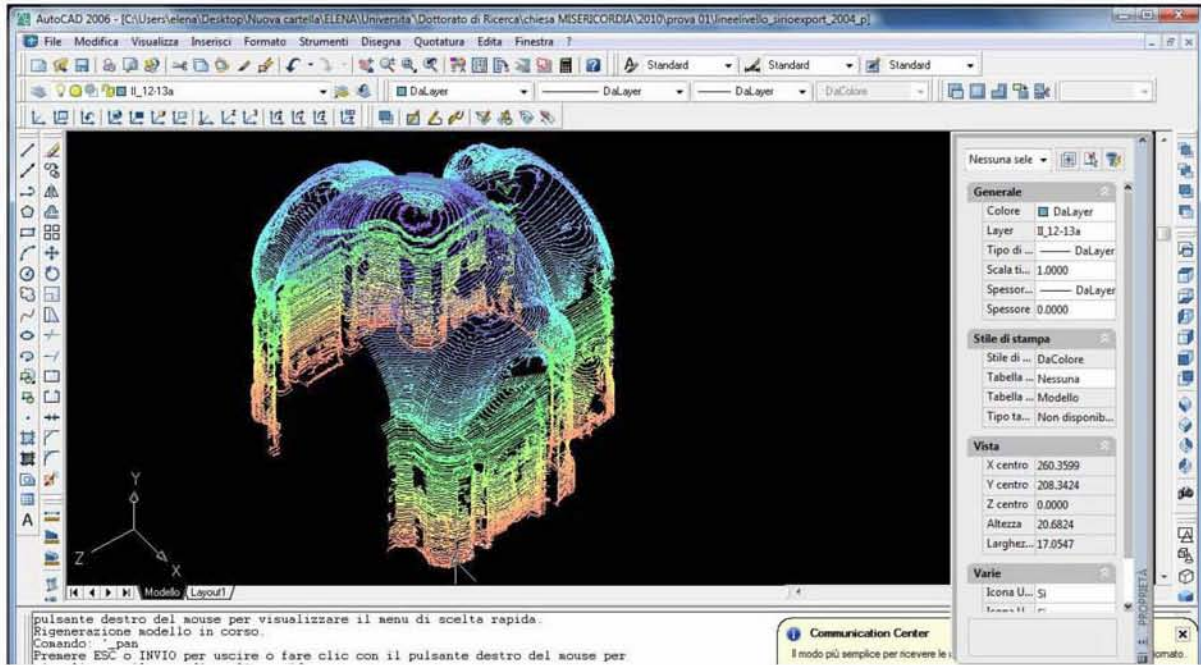 AutoCAD 2006 - [C:\Users\elena\Desktop\Nuova cartella\ELENA\Universita'\Dottorato di Ricerca\chiesa MISERICORDIA\2010\prova 01\lineelivello_sirioexport_2004_p]
File Modifica Visualizza Inserisci Formato Strumenti Disegna Quotatura Edita Finestra ?
Standard Standard Standard
II_12-13a DaLayer DaLayer DaLayer DaColore
Nessuna sele
Generale
Colore DaLayer
Layer II_12-13a
Tipo di ... DaLayer
Scala ti... 1.0000
Spessor... DaLayer
Spessore 0.0000
Stile di stampa
Stile di ... DaColore
Tabella ... Nessuna
Tabella ... Modello
Tipo ta... Non disponib...
Vista
X centro 260.3599
Y centro 208.3424
Z centro 0.0000
Altezza 20.6824
Larghez... 17.0547
Varie
Icona U... Sì
PROPRIETÀ
Y
Z
X
A
Modello Layout1
pulsante destro del mouse per visualizzare il menu di scelta rapida.
Rigenerazione modello in corso.
Comando: '_pan
Premere ESC o INVIO per uscire o fare clic con il pulsante destro del mouse per
Communication Center
Il modo più semplice per ricevere le